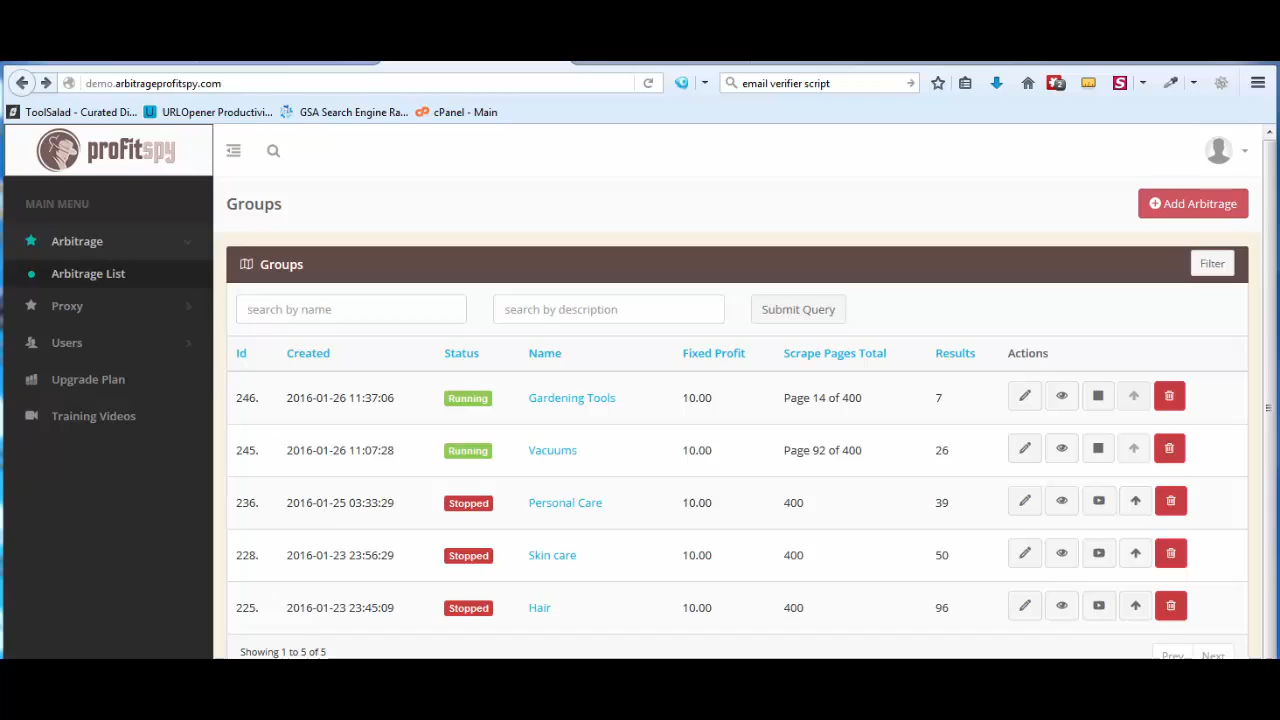 demo.arbitrageprofitspy.com email verifier script
ToolSalad - Curated Di... URLOpener Productivi... GSA Search Engine Ra... cPanel - Main
profitspy
MAIN MENU
Arbitrage
Arbitrage List
Proxy
Users
Upgrade Plan
Training Videos
Groups Add Arbitrage
Groups Filter
search by name search by description Submit Query
Id Created Status Name Fixed Profit Scrape Pages Total Results Actions
246. 2016-01-26 11:37:06 Running Gardening Tools 10.00 Page 14 of 400 7
245. 2016-01-26 11:07:28 Running Vacuums 10.00 Page 92 of 400 26
236. 2016-01-25 03:33:29 Stopped Personal Care 10.00 400 39
228. 2016-01-23 23:56:29 Stopped Skin care 10.00 400 50
225. 2016-01-23 23:45:09 Stopped Hair 10.00 400 96
Showing 1 to 5 of 5 Prev Next